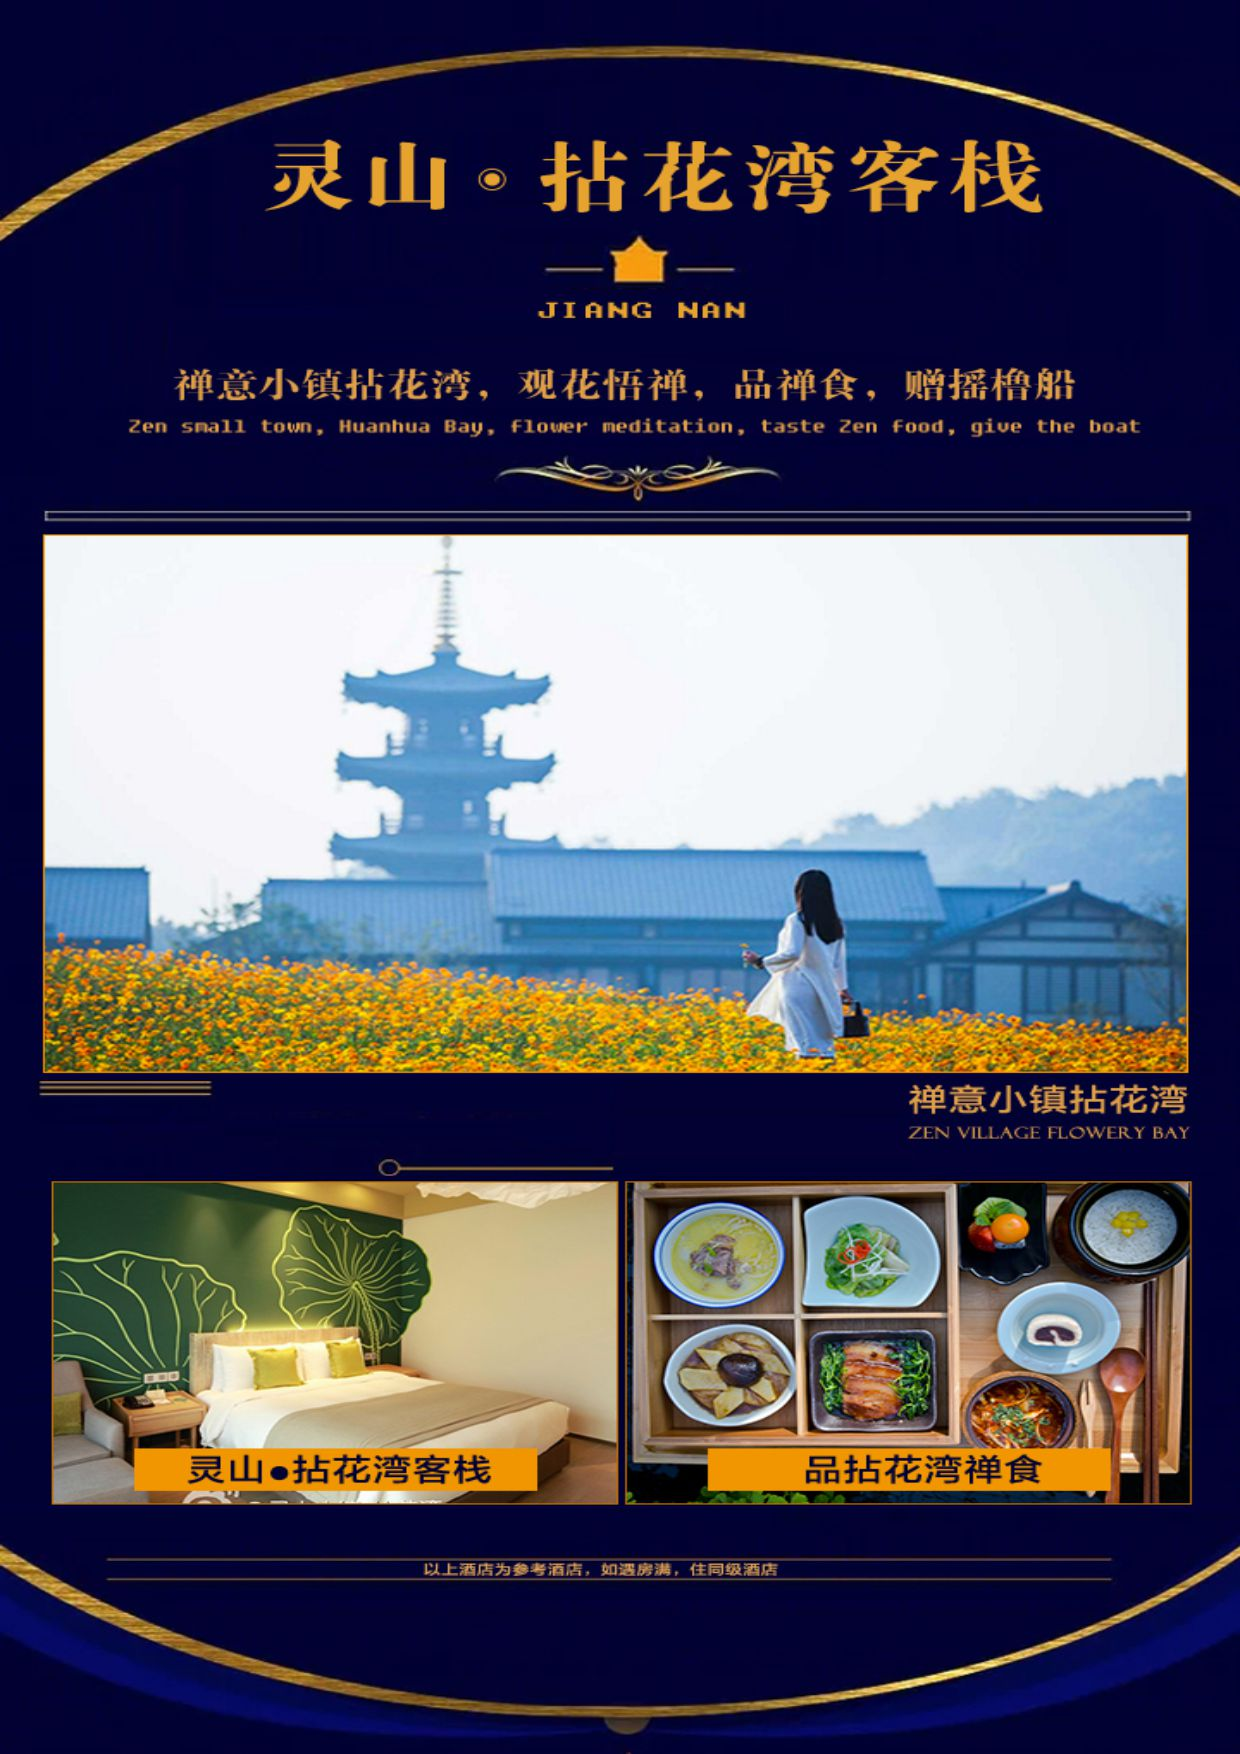 灵山·拈花湾客栈
JIANG NAN
禅意小镇拈花湾，观花悟禅，品禅食，赠摇橹船
Zen small town, Huanhua Bay, flower meditation, taste Zen food, give the boat
禅意小镇拈花湾
ZEN VILLAGE FLOWERY BAY
灵山●拈花湾客栈
品拈花湾禅食
以上酒店为参考酒店，如遇房满，住同级酒店